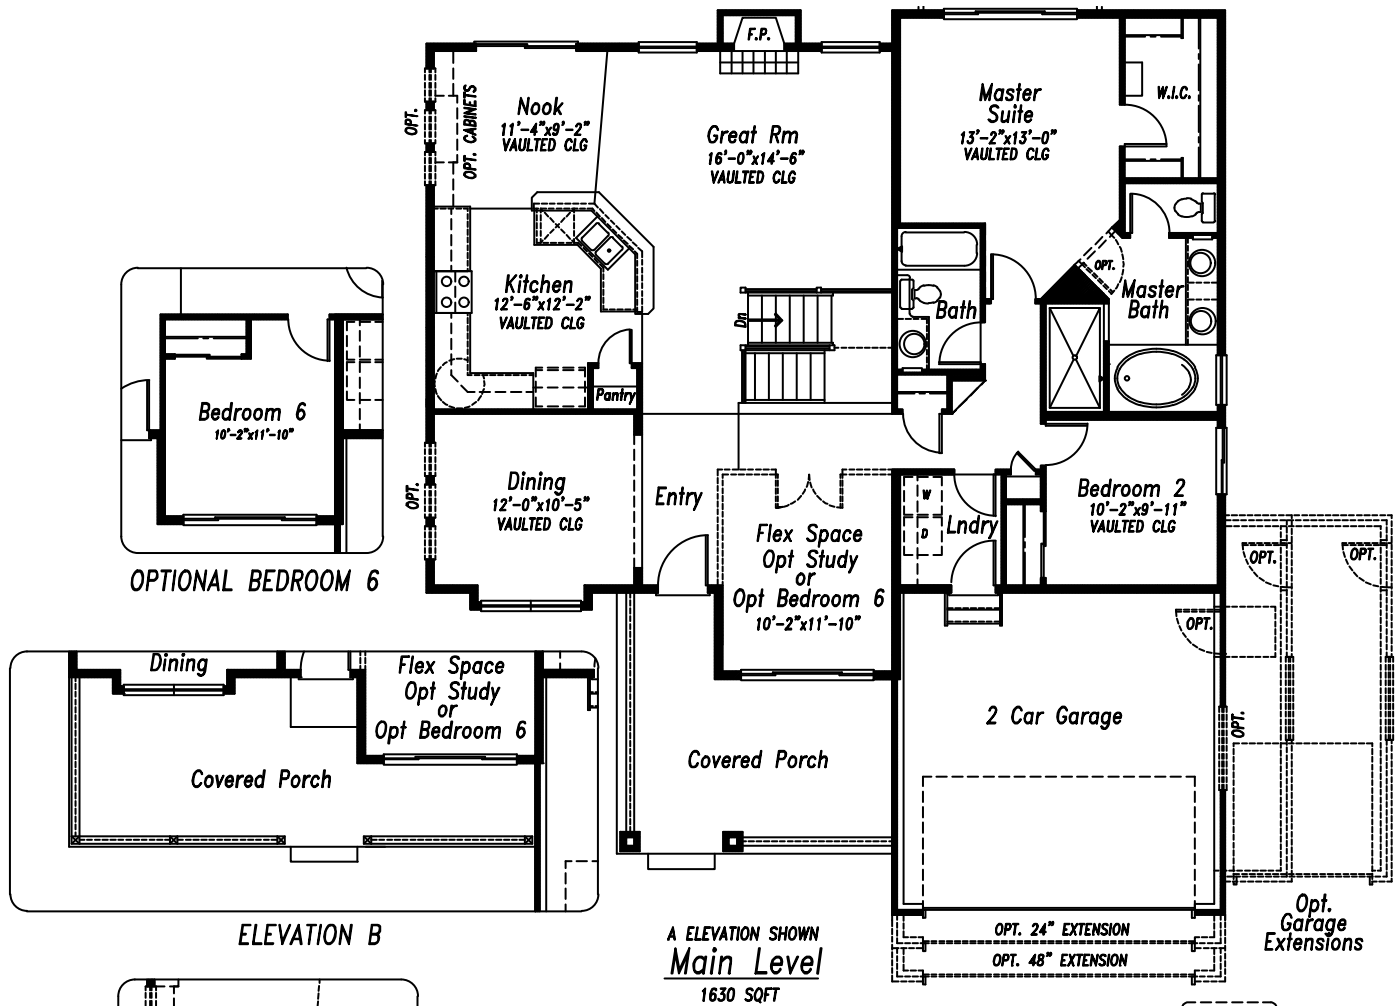 F.P.
Nook
11'-4"x9'-2"
VAULTED CLG
OPT.
OPT. CABINETS
Great Rm
16'-0"x14'-6"
VAULTED CLG
Master
Suite
13'-2"x13'-0"
VAULTED CLG
W.I.C.
Kitchen
12'-6"x12'-2"
VAULTED CLG
Pantry
Dn
Bath
OPT.
Master
Bath
Bedroom 6
10'-2"x11'-10"
OPTIONAL BEDROOM 6
Dining
12'-0"x10'-5"
VAULTED CLG
OPT.
Entry
Flex Space
Opt Study
or
Opt Bedroom 6
10'-2"x11'-10"
W
D
Lndry
Bedroom 2
10'-2"x9'-11"
VAULTED CLG
OPT.
OPT.
OPT.
Dining
Flex Space
Opt Study
or
Opt Bedroom 6
Covered Porch
ELEVATION B
Covered Porch
2 Car Garage
OPT.
Opt.
Garage
Extensions
OPT. 24" EXTENSION
OPT. 48" EXTENSION
A ELEVATION SHOWN
Main Level
1630 SQFT